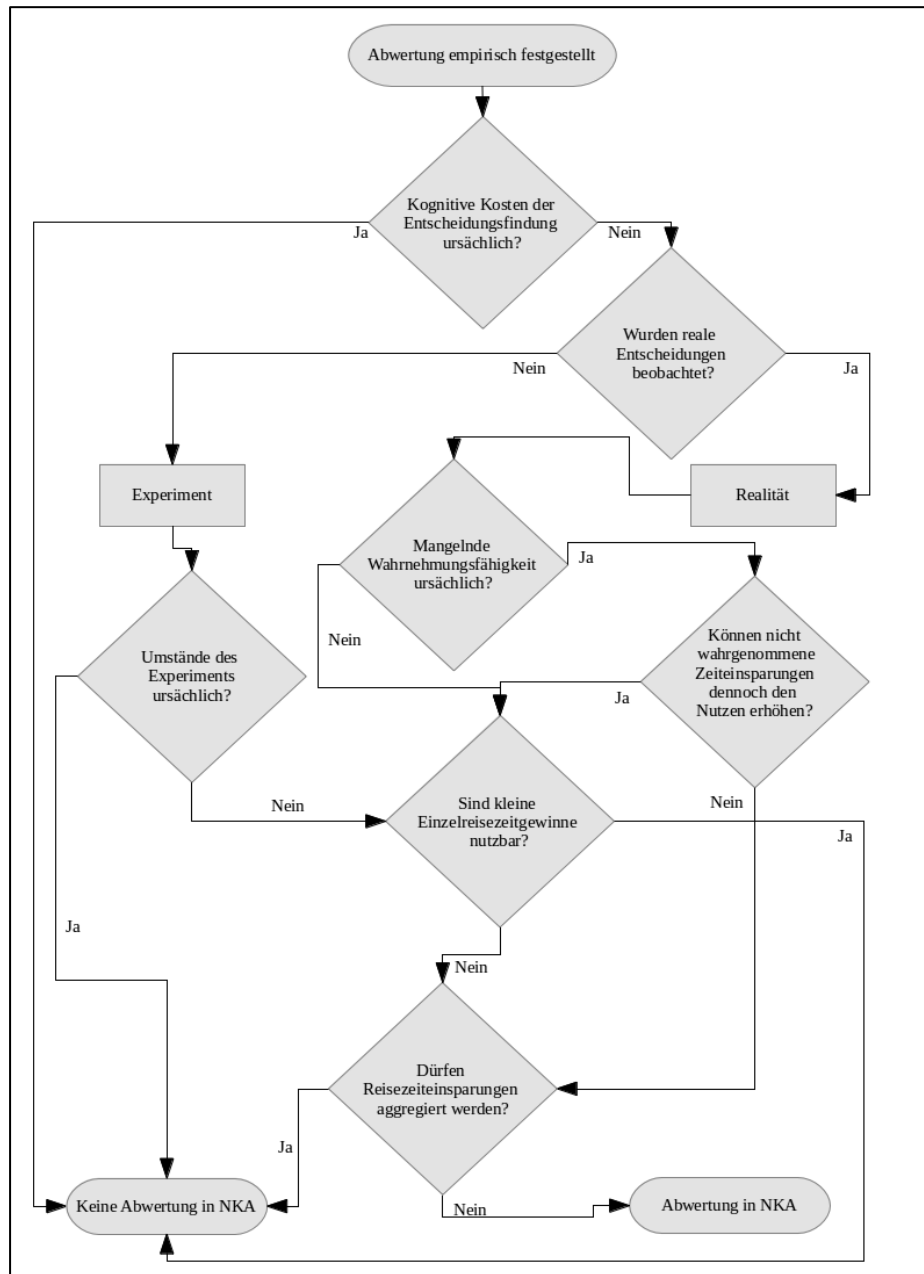 Abwertung empirisch festgestellt
Kognitive Kosten der
Entscheidungsfindung
ursächlich?
Ja
Nein
Wurden reale
Entscheidungen
beobachtet?
Nein
Ja
Experiment
Realität
Mangelnde
Wahrnehmungsfähigkeit
ursächlich?
Ja
Nein
Umstände des
Experiments
ursächlich?
Können nicht
wahrgenommene
Zeiteinsparungen
dennoch den
Nutzen erhöhen?
Ja
Nein
Nein
Sind kleine
Einzelreisezeitgewinne
nutzbar?
Ja
Ja
Nein
Dürfen
Reisezeiteinsparungen
aggregiert werden?
Ja
Nein
Keine Abwertung in NKA
Abwertung in NKA